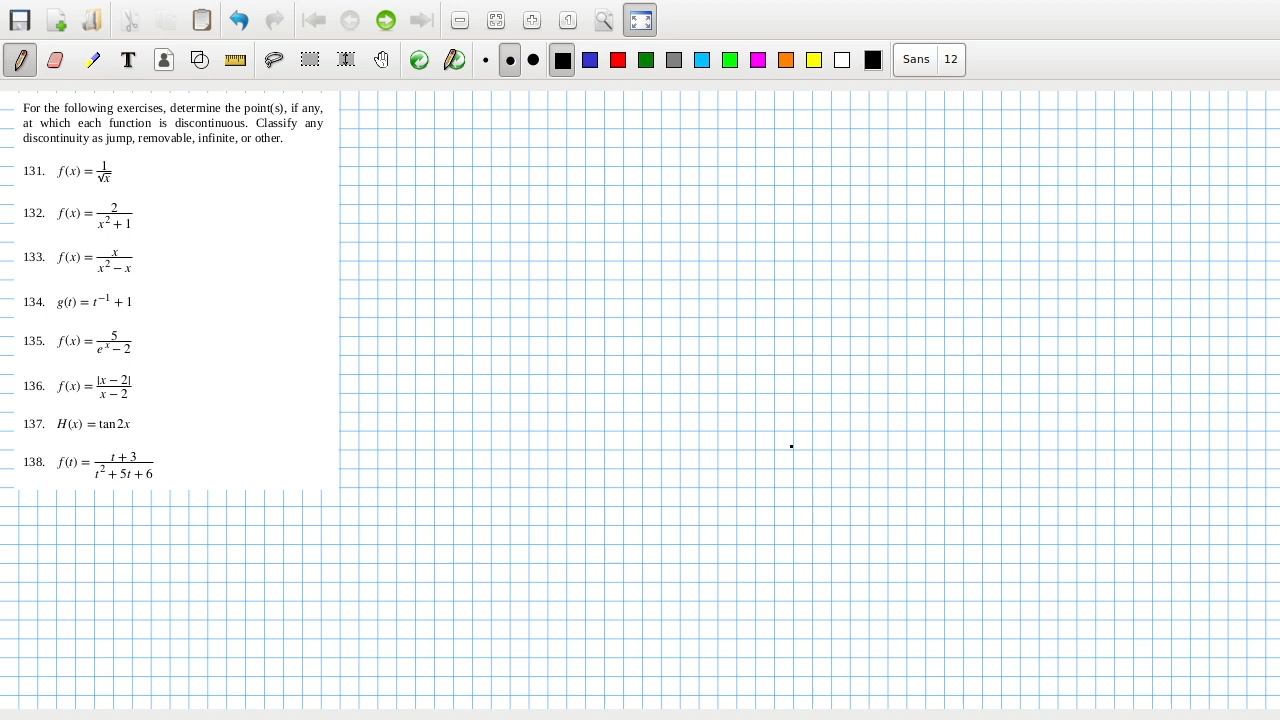 Sans 12
For the following exercises, determine the point(s), if any,
at which each function is discontinuous. Classify any
discontinuity as jump, removable, infinite, or other.
131. f(x) = 1/√x
132. f(x) = 2/(x² + 1)
133. f(x) = x/(x² − x)
134. g(t) = t⁻¹ + 1
135. f(x) = 5/(eˣ − 2)
136. f(x) = |x − 2|/(x − 2)
137. H(x) = tan 2x
138. f(t) = (t + 3)/(t² + 5t + 6)